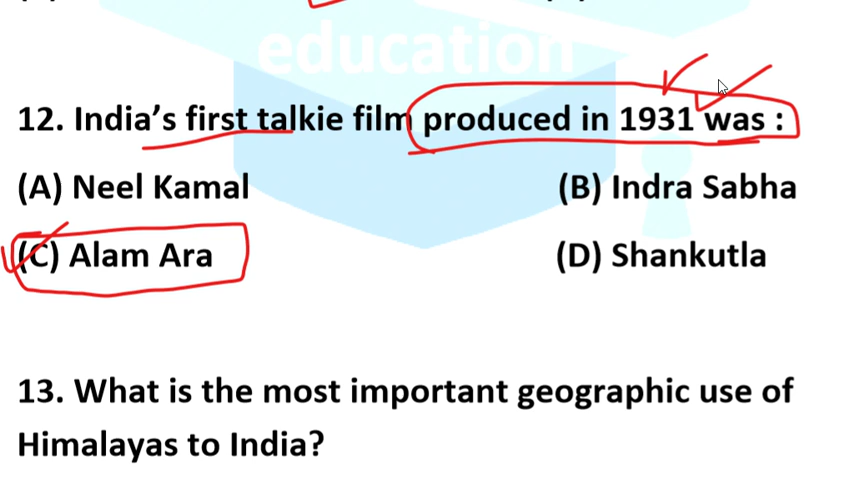 education
12. India's first talkie film produced in 1931 was :
(A) Neel Kamal (B) Indra Sabha
(C) Alam Ara (D) Shankutla
13. What is the most important geographic use of
Himalayas to India?